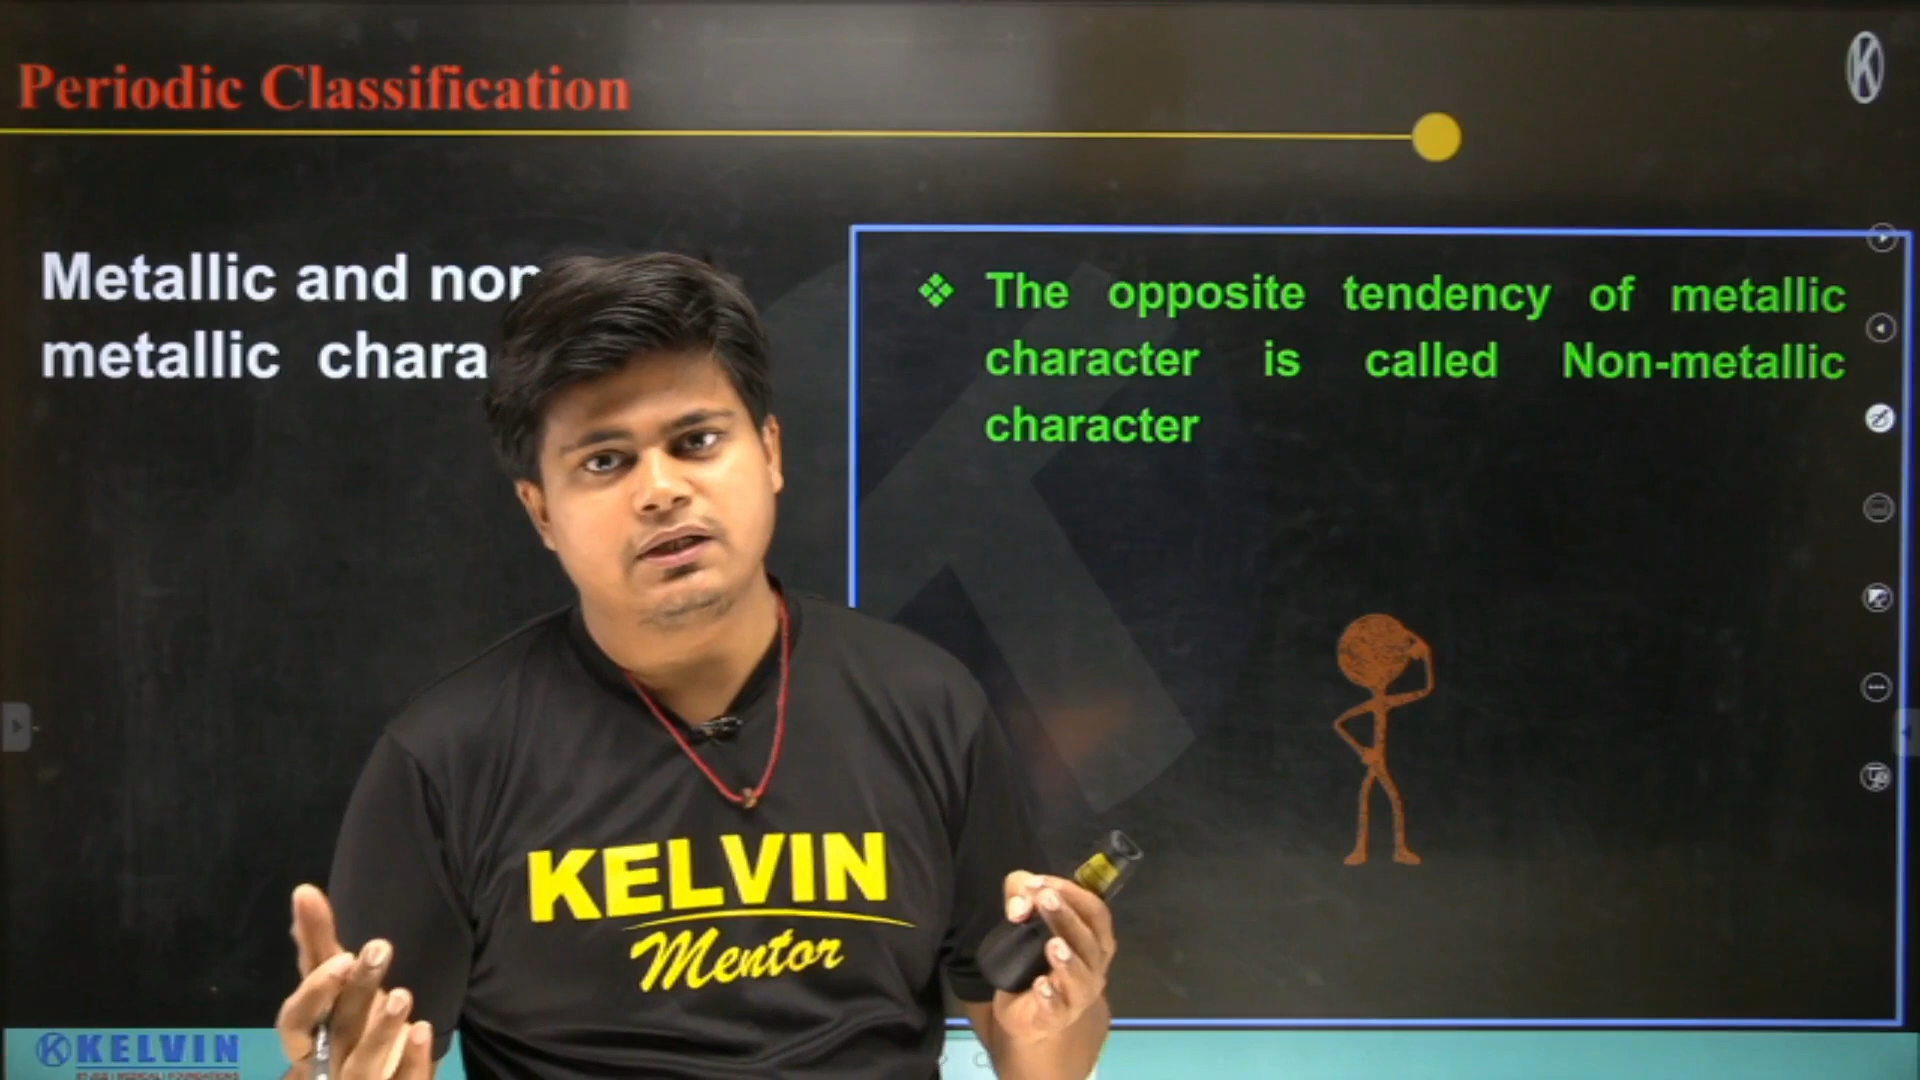 Periodic Classification
Metallic and non
metallic chara
❖ The opposite tendency of metallic
character is called Non-metallic
character
KELVIN
Mentor
KELVIN